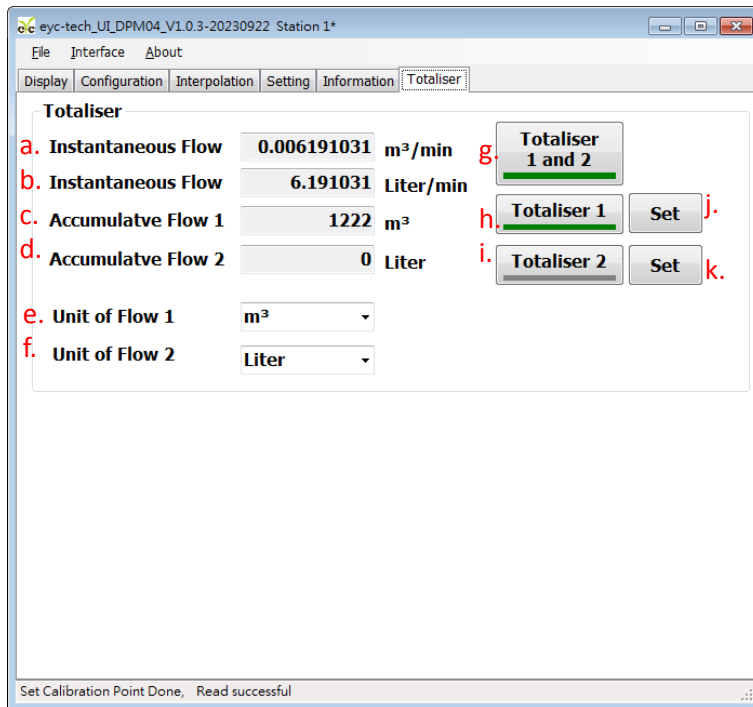 eyc-tech_UI_DPM04_V1.0.3-20230922 Station 1*
File Interface About
Display Configuration Interpolation Setting Information Totaliser
Totaliser
a. Instantaneous Flow 0.006191031 m³/min
b. Instantaneous Flow 6.191031 Liter/min
c. Accumulatve Flow 1 1222 m³
d. Accumulatve Flow 2 0 Liter
e. Unit of Flow 1 m³
f. Unit of Flow 2 Liter
g. Totaliser
1 and 2
h. Totaliser 1 Set j.
i. Totaliser 2 Set k.
Set Calibration Point Done, Read successful